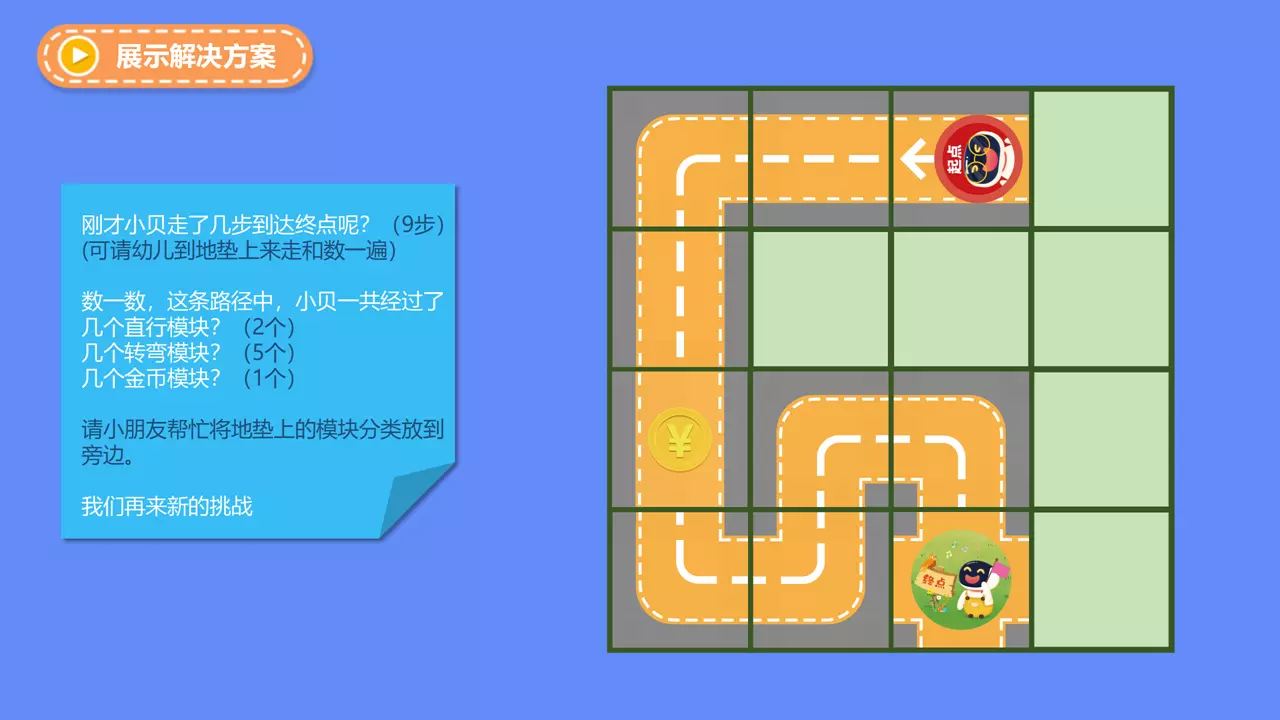 展示解决方案
刚才小贝走了几步到达终点呢？（9步）
(可请幼儿到地垫上来走和数一遍）
数一数，这条路径中，小贝一共经过了
几个直行模块？（2个）
几个转弯模块？（5个）
几个金币模块？（1个）
请小朋友帮忙将地垫上的模块分类放到
旁边。
我们再来新的挑战
起点
¥
终点